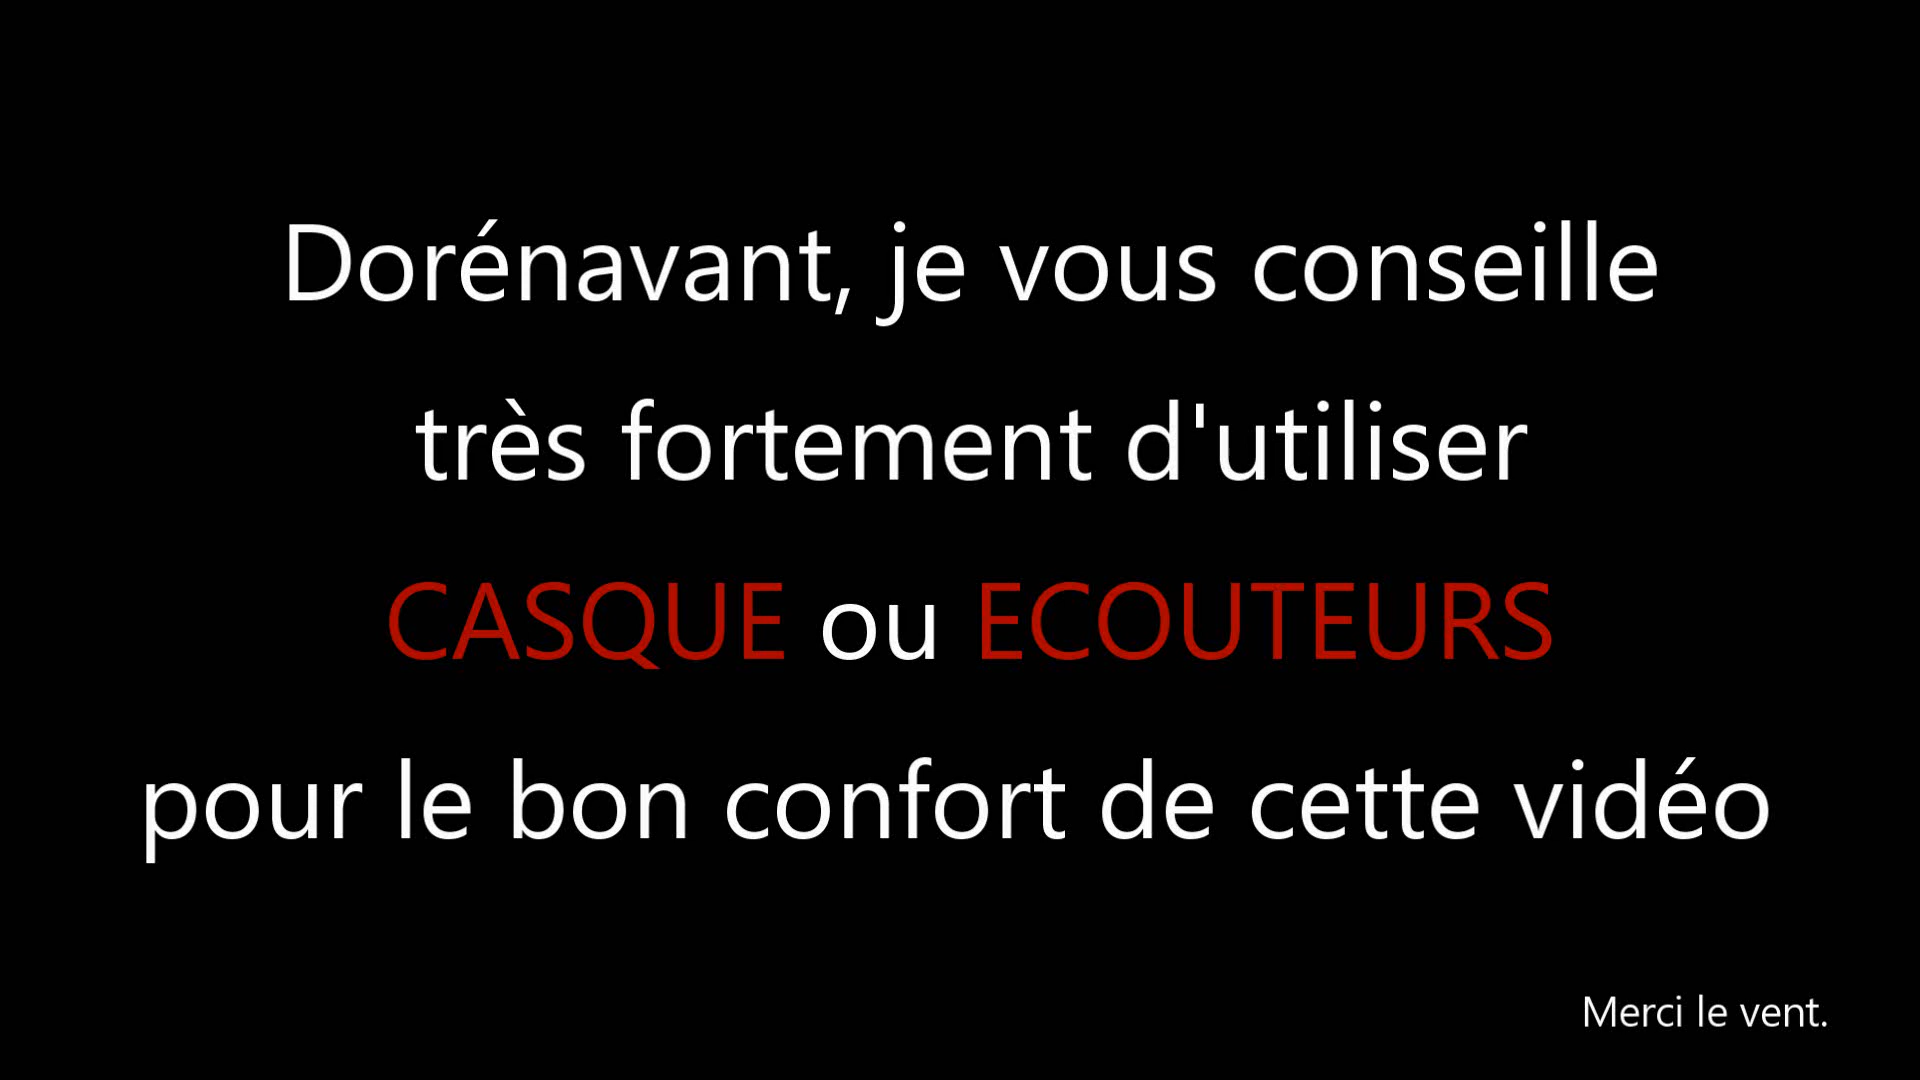 Dorénavant, je vous conseille
très fortement d'utiliser
CASQUE ou ECOUTEURS
pour le bon confort de cette vidéo
Merci le vent.